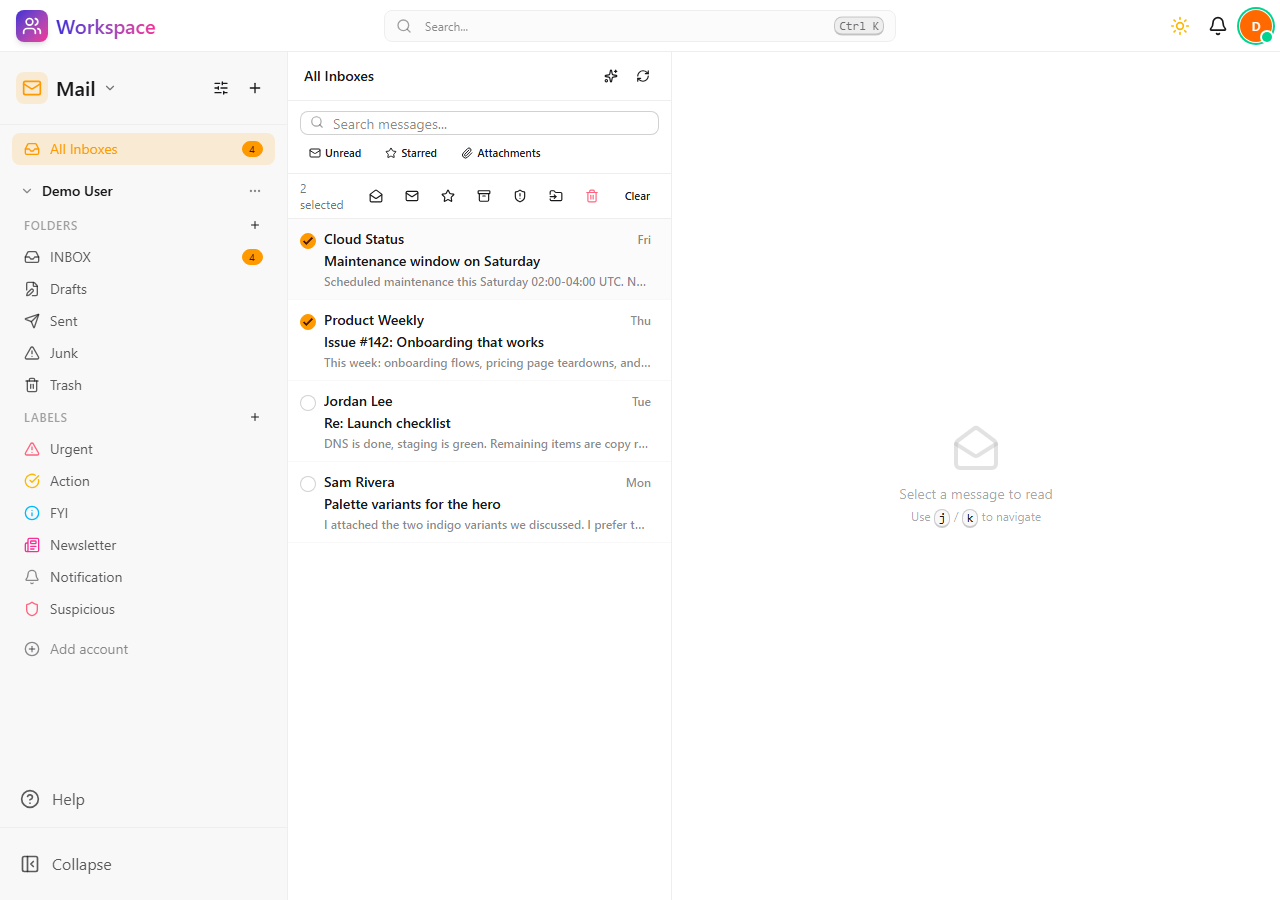 Workspace
Search...
Ctrl K
D
Mail
All Inboxes
4
Demo User
FOLDERS
INBOX
4
Drafts
Sent
Junk
Trash
LABELS
Urgent
Action
FYI
Newsletter
Notification
Suspicious
Add account
Help
Collapse
All Inboxes
Search messages...
Unread
Starred
Attachments
2 
selected
Clear
Cloud Status
Fri
Maintenance window on Saturday
Scheduled maintenance this Saturday 02:00-04:00 UTC. N...
Product Weekly
Thu
Issue #142: Onboarding that works
This week: onboarding flows, pricing page teardowns, and...
Jordan Lee
Tue
Re: Launch checklist
DNS is done, staging is green. Remaining items are copy r...
Sam Rivera
Mon
Palette variants for the hero
I attached the two indigo variants we discussed. I prefer t...
Select a message to read
Use j / k to navigate